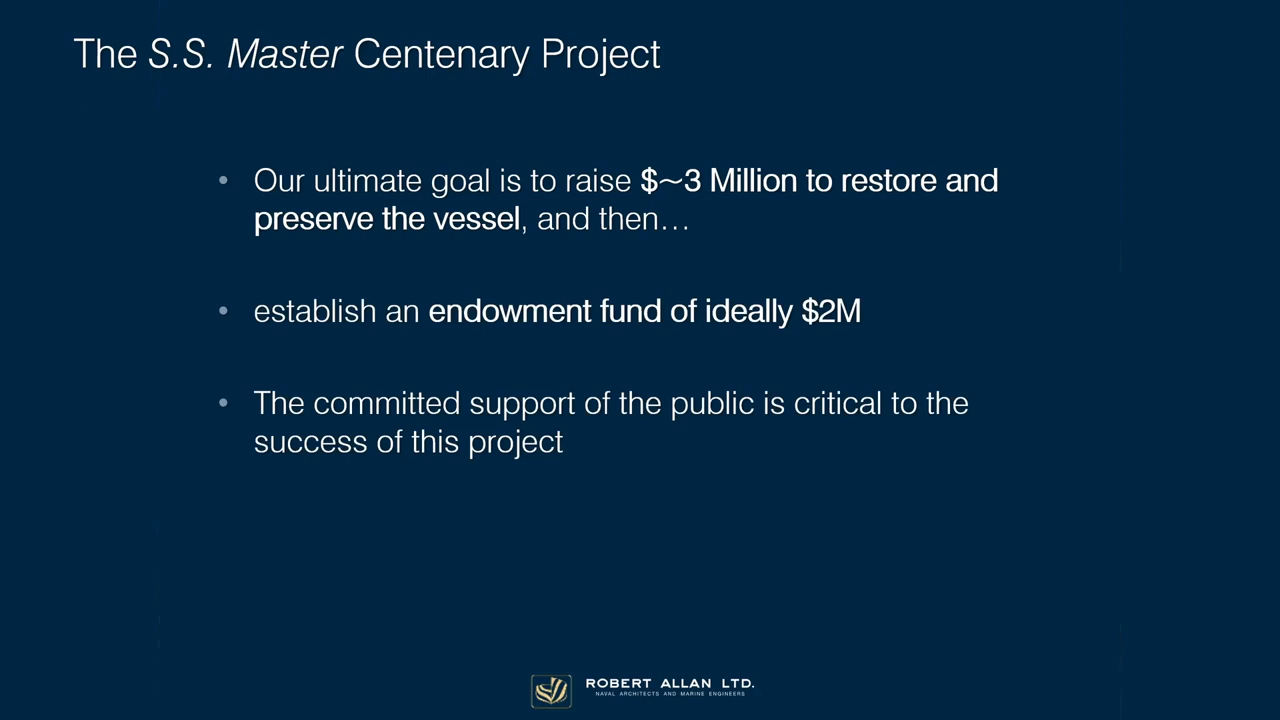 The S.S. Master Centenary Project
• Our ultimate goal is to raise $~3 Million to restore and
preserve the vessel, and then…
• establish an endowment fund of ideally $2M
• The committed support of the public is critical to the
success of this project
ROBERT ALLAN LTD.
NAVAL ARCHITECTS AND MARINE ENGINEERS